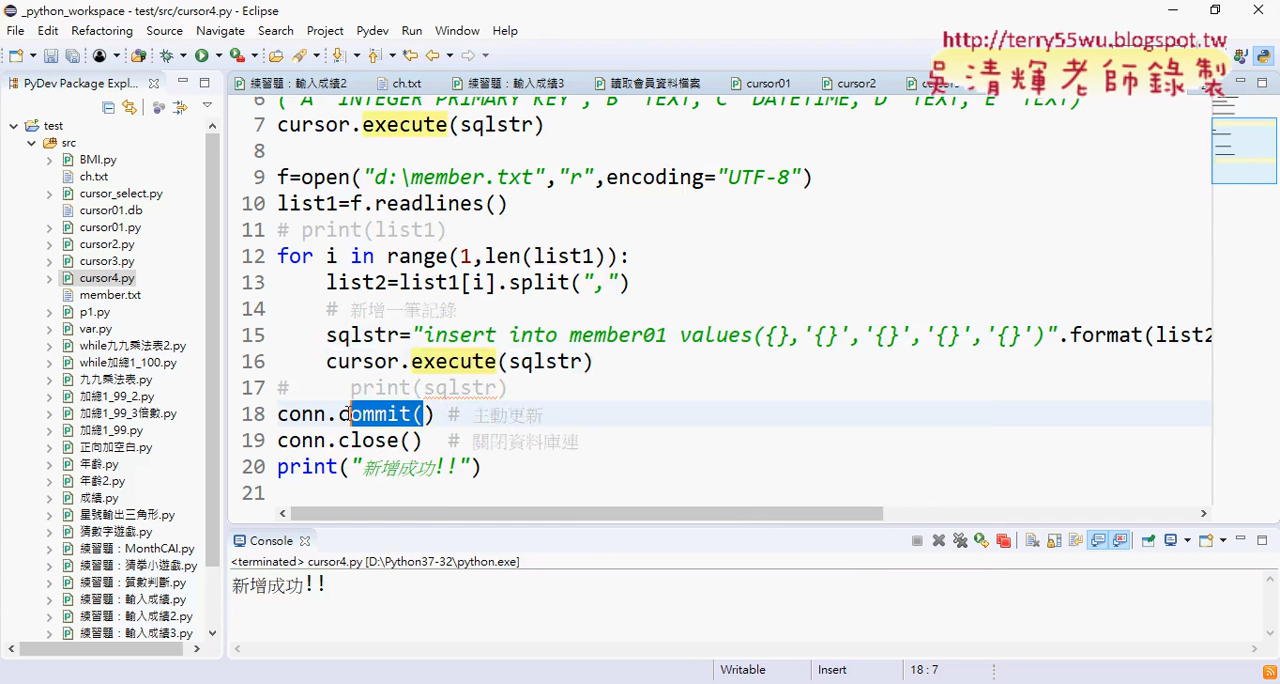 _python_workspace - test/src/cursor4.py - Eclipse
http://terry55wu.blogspot.tw
吳清輝老師錄製
File Edit Refactoring Source Navigate Search Project Pydev Run Window Help
PyDev Package Expl...
練習題：輸入成績2 ch.txt 練習題：輸入成績3 讀取會員資料檔案 cursor01 cursor2
test
src
BMI.py
ch.txt
cursor_select.py
cursor01.db
cursor01.py
cursor2.py
cursor3.py
cursor4.py
member.txt
p1.py
var.py
while九九乘法表2.py
while加總1_100.py
九九乘法表.py
加總1_99_2.py
加總1_99_3倍數.py
加總1_99.py
正向加空白.py
年齡.py
年齡2.py
成績.py
星號輸出三角形.py
猜數字遊戲.py
練習題：MonthCAl.py
練習題：猜拳小遊戲.py
練習題：質數判斷.py
練習題：輸入成績.py
練習題：輸入成績2.py
練習題：輸入成績3.py
6 ("A" INTEGER PRIMARY KEY , B TEXT, C DATETIME, D TEXT, E TEXT)
7 cursor.execute(sqlstr)
8
9 f=open("d:\member.txt","r",encoding="UTF-8")
10 list1=f.readlines()
11 # print(list1)
12 for i in range(1,len(list1)):
13 list2=list1[i].split(",")
14 # 新增一筆記錄
15 sqlstr="insert into member01 values({},'{}','{}','{}','{}')".format(list2
16 cursor.execute(sqlstr)
17 # print(sqlstr)
18 conn.commit() # 主動更新
19 conn.close() # 關閉資料庫連
20 print("新增成功!!")
21
Console
<terminated> cursor4.py [D:\Python37-32\python.exe]
新增成功!!
Writable Insert 18 : 7